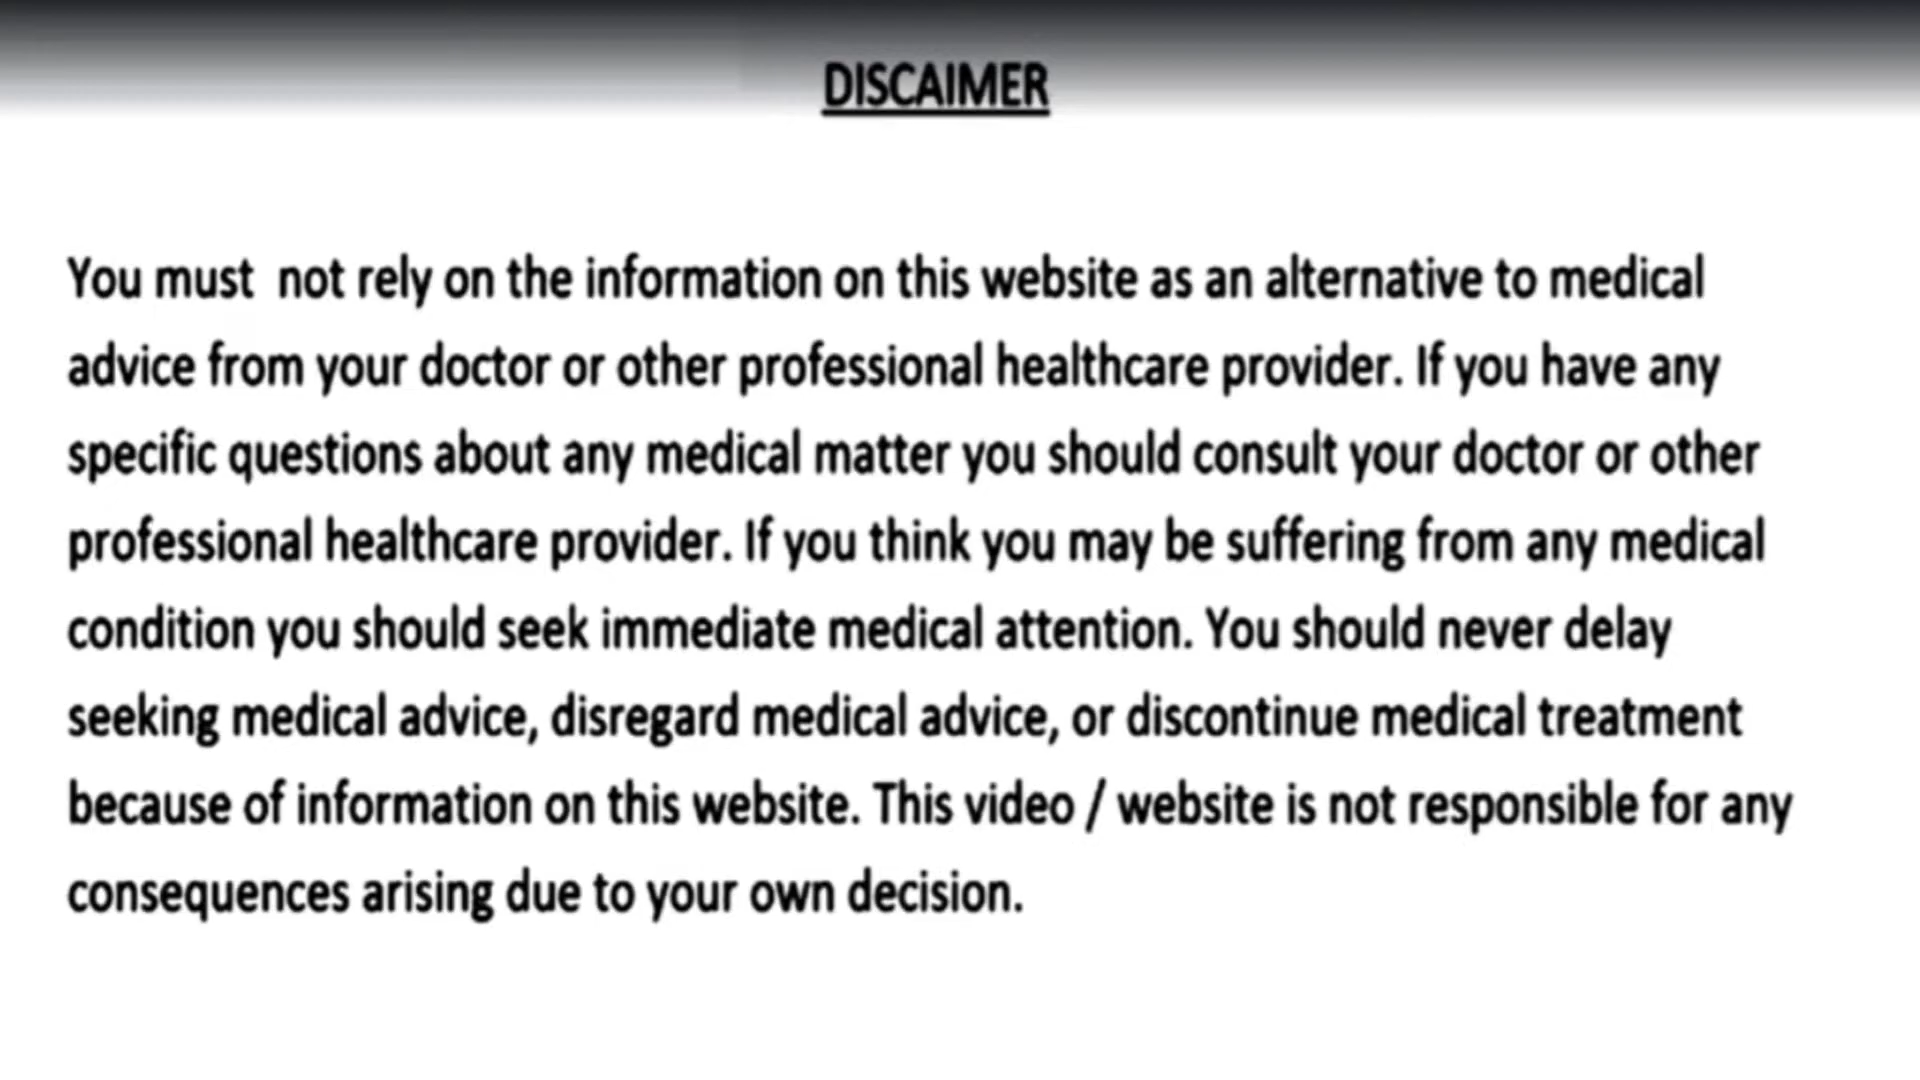 DISCAIMER
You must  not rely on the information on this website as an alternative to medical
advice from your doctor or other professional healthcare provider. If you have any
specific questions about any medical matter you should consult your doctor or other
professional healthcare provider. If you think you may be suffering from any medical
condition you should seek immediate medical attention. You should never delay
seeking medical advice, disregard medical advice, or discontinue medical treatment
because of information on this website. This video / website is not responsible for any
consequences arising due to your own decision.